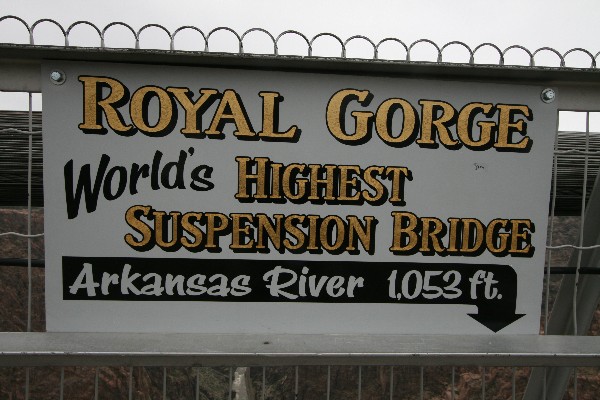 ROYAL GORGE
World's HIGHEST
SUSPENSION BRIDGE
Arkansas River 1,053 ft.